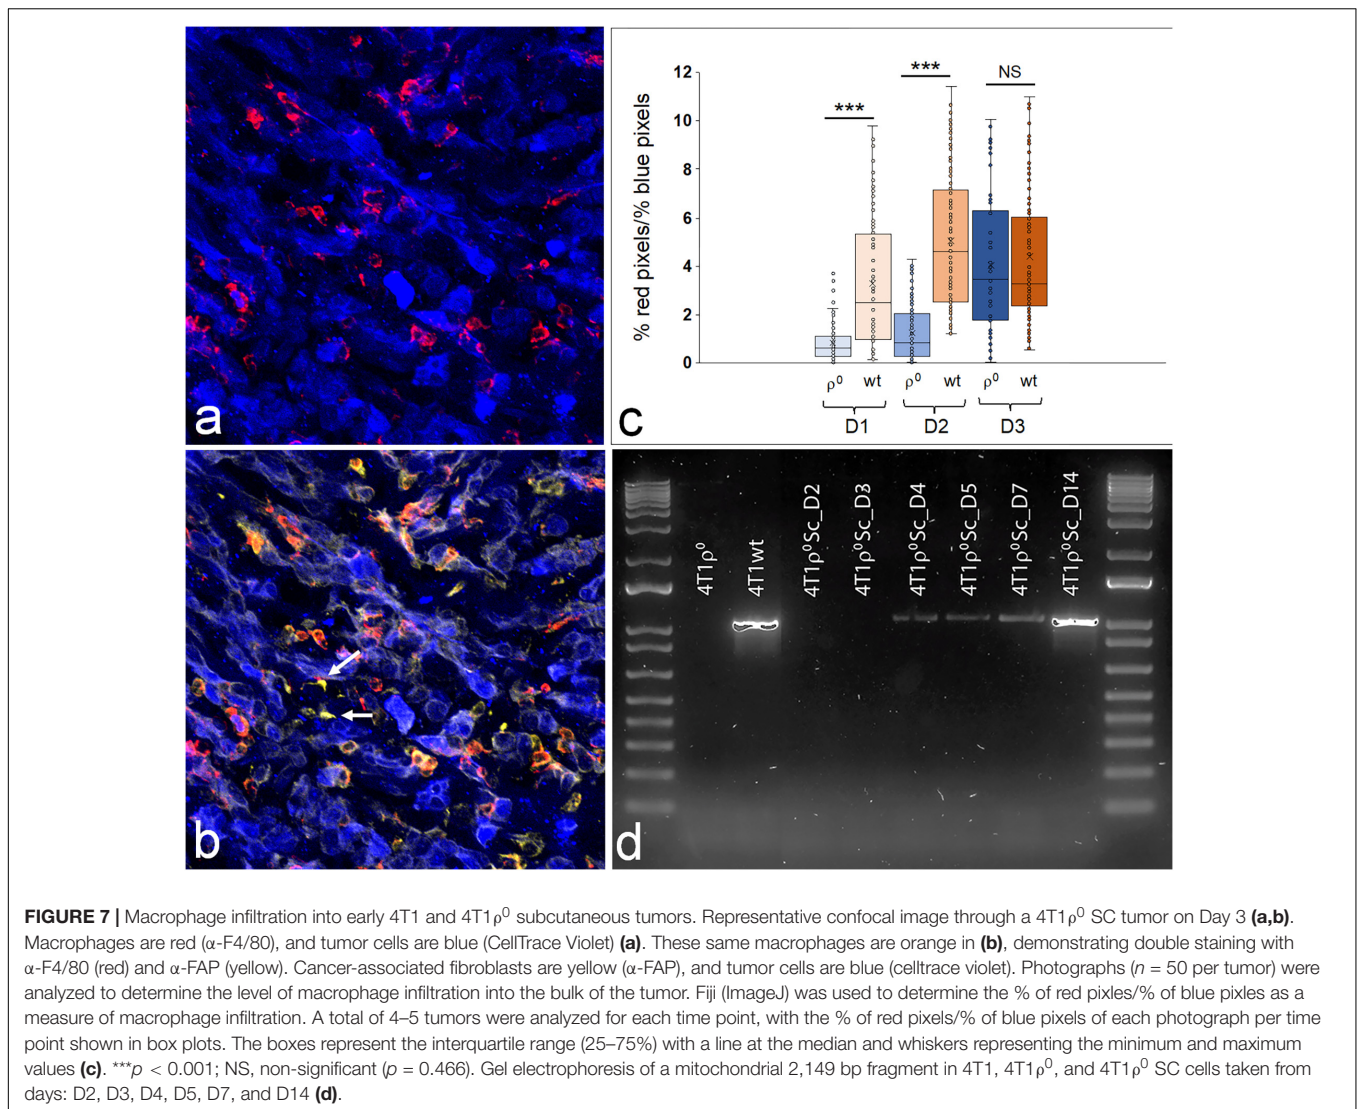 a
12
10
8
6
4
2
0
% red pixels/% blue pixels
***
***
NS
ρ⁰ wt ρ⁰ wt ρ⁰ wt
D1 D2 D3
c
b
4T1ρ⁰
4T1wt
4T1ρ⁰Sc_D2
4T1ρ⁰Sc_D3
4T1ρ⁰Sc_D4
4T1ρ⁰Sc_D5
4T1ρ⁰Sc_D7
4T1ρ⁰Sc_D14
d
FIGURE 7 | Macrophage infiltration into early 4T1 and 4T1ρ⁰ subcutaneous tumors. Representative confocal image through a 4T1ρ⁰ SC tumor on Day 3 (a,b).
Macrophages are red (α-F4/80), and tumor cells are blue (CellTrace Violet) (a). These same macrophages are orange in (b), demonstrating double staining with
α-F4/80 (red) and α-FAP (yellow). Cancer-associated fibroblasts are yellow (α-FAP), and tumor cells are blue (celltrace violet). Photographs (n = 50 per tumor) were
analyzed to determine the level of macrophage infiltration into the bulk of the tumor. Fiji (ImageJ) was used to determine the % of red pixles/% of blue pixles as a
measure of macrophage infiltration. A total of 4–5 tumors were analyzed for each time point, with the % of red pixels/% of blue pixels of each photograph per time
point shown in box plots. The boxes represent the interquartile range (25–75%) with a line at the median and whiskers representing the minimum and maximum
values (c). ***p < 0.001; NS, non-significant (p = 0.466). Gel electrophoresis of a mitochondrial 2,149 bp fragment in 4T1, 4T1ρ⁰, and 4T1ρ⁰ SC cells taken from
days: D2, D3, D4, D5, D7, and D14 (d).